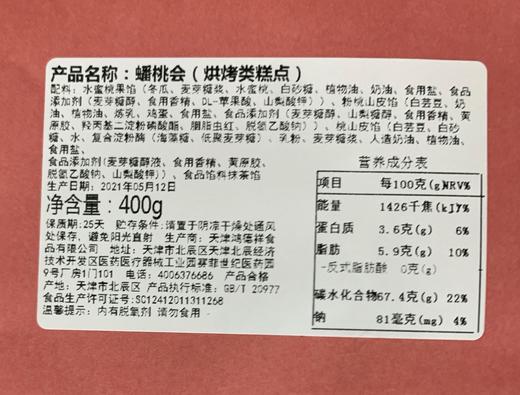 产品名称：蟠桃会（烘烤类糕点）
配料：水蜜桃果馅（冬瓜、麦芽糖浆、水蜜桃、白砂糖、植物油、奶油、食用盐、食品
添加剂（麦芽糖醇、食用香精、DL-苹果酸、山梨酸钾））、粉桃山皮馅（白芸豆、奶
油、植物油、炼乳、鸡蛋、食用盐、食品添加剂（麦芽糖醇、山梨糖醇、食用香精、黄
原胶、羟丙基二淀粉磷酸酯、胭脂虫红、脱氢乙酸钠）、桃山皮馅（白芸豆、白砂
糖、水、复合淀粉酶（海藻糖、低聚麦芽糖））、乳粉、麦芽糖浆、人造奶油、植物油、
食用盐、
食品添加剂(麦芽糖醇液、食用香精、黄原胶、
脱氢乙酸钠、山梨酸钾)）、食品馅料抹茶馅
生产日期：2021年05月12日
净含量：400g
保质期：25天 贮存条件：请置于阴凉干燥处通风
处保存，避免阳光直射 生产商：天津鸿德祥食
品有限公司 地址：天津市北辰区天津北辰经济
技术开发区医药医疗器械工业园赛菲世纪医药园
9号厂房1门101 电话：4006376686 产品合格
产地：天津市北辰区 产品执行标准：GB/T 20977
食品生产许可证号：SC12412011311268
温馨提示：内有脱氧剂 请勿食用
营养成分表
项目 每100克(g)NRV%
能量 1426千焦(kJ)%
蛋白质 3.6克(g) 6%
脂肪 5.9克(g) 10%
-反式脂肪酸 0克(g)
碳水化合物67.4克(g) 22%
钠 81毫克(mg) 4%